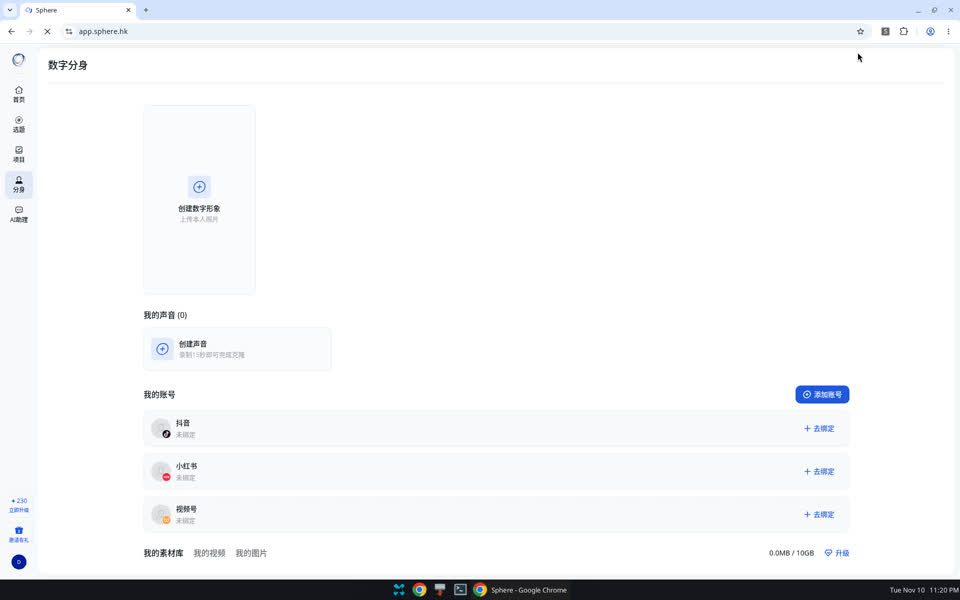 Sphere
app.sphere.hk
数字分身
首页
选题
项目
分身
AI助理
创建数字形象
上传本人照片
我的声音 (0)
创建声音
录制15秒即可完成克隆
我的账号
添加账号
抖音
未绑定
去绑定
小红书
未绑定
去绑定
视频号
未绑定
去绑定
230
立即升级
邀请有礼
D
我的素材库 我的视频 我的图片
0.0MB / 10GB 升级
Sphere - Google Chrome
Tue Nov 10 11:20 PM